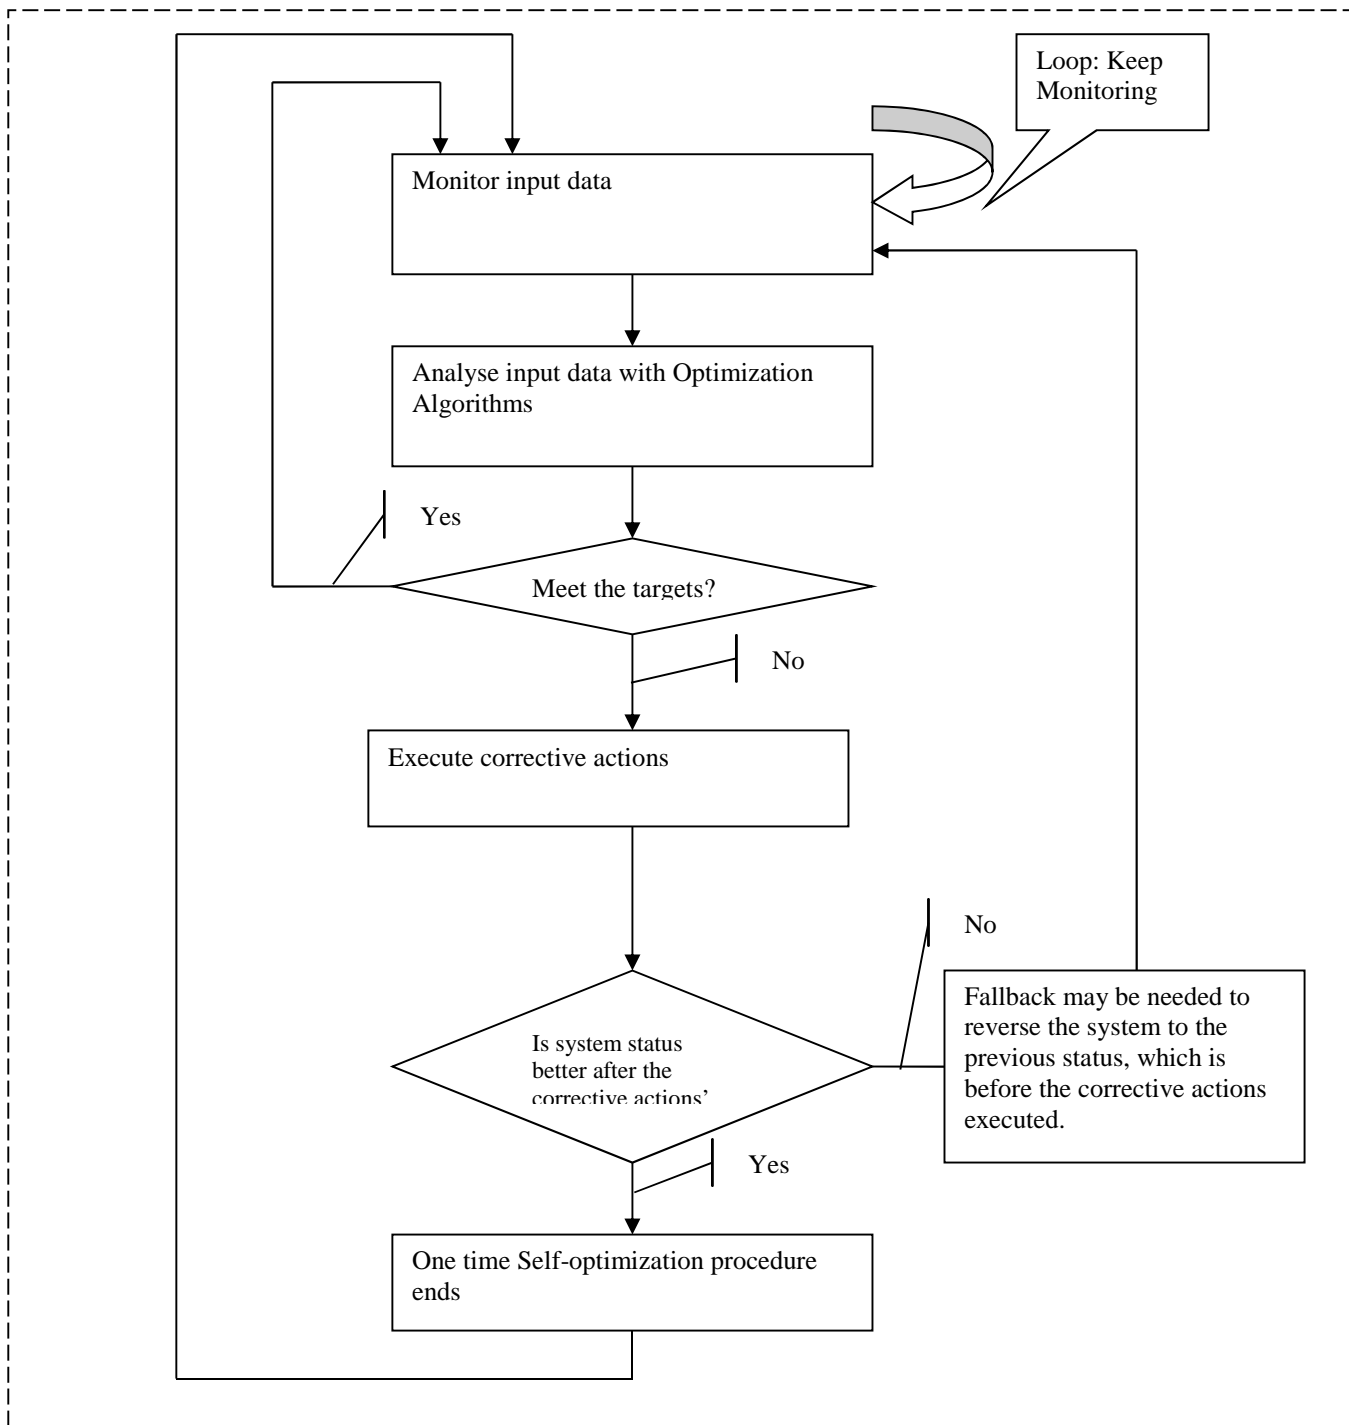 Loop: Keep
Monitoring
Monitor input data
Analyse input data with Optimization
Algorithms
Yes
Meet the targets?
No
Execute corrective actions
No
Fallback may be needed to
reverse the system to the
previous status, which is
before the corrective actions
executed.
Is system status
better after the
corrective actions’
Yes
One time Self-optimization procedure
ends